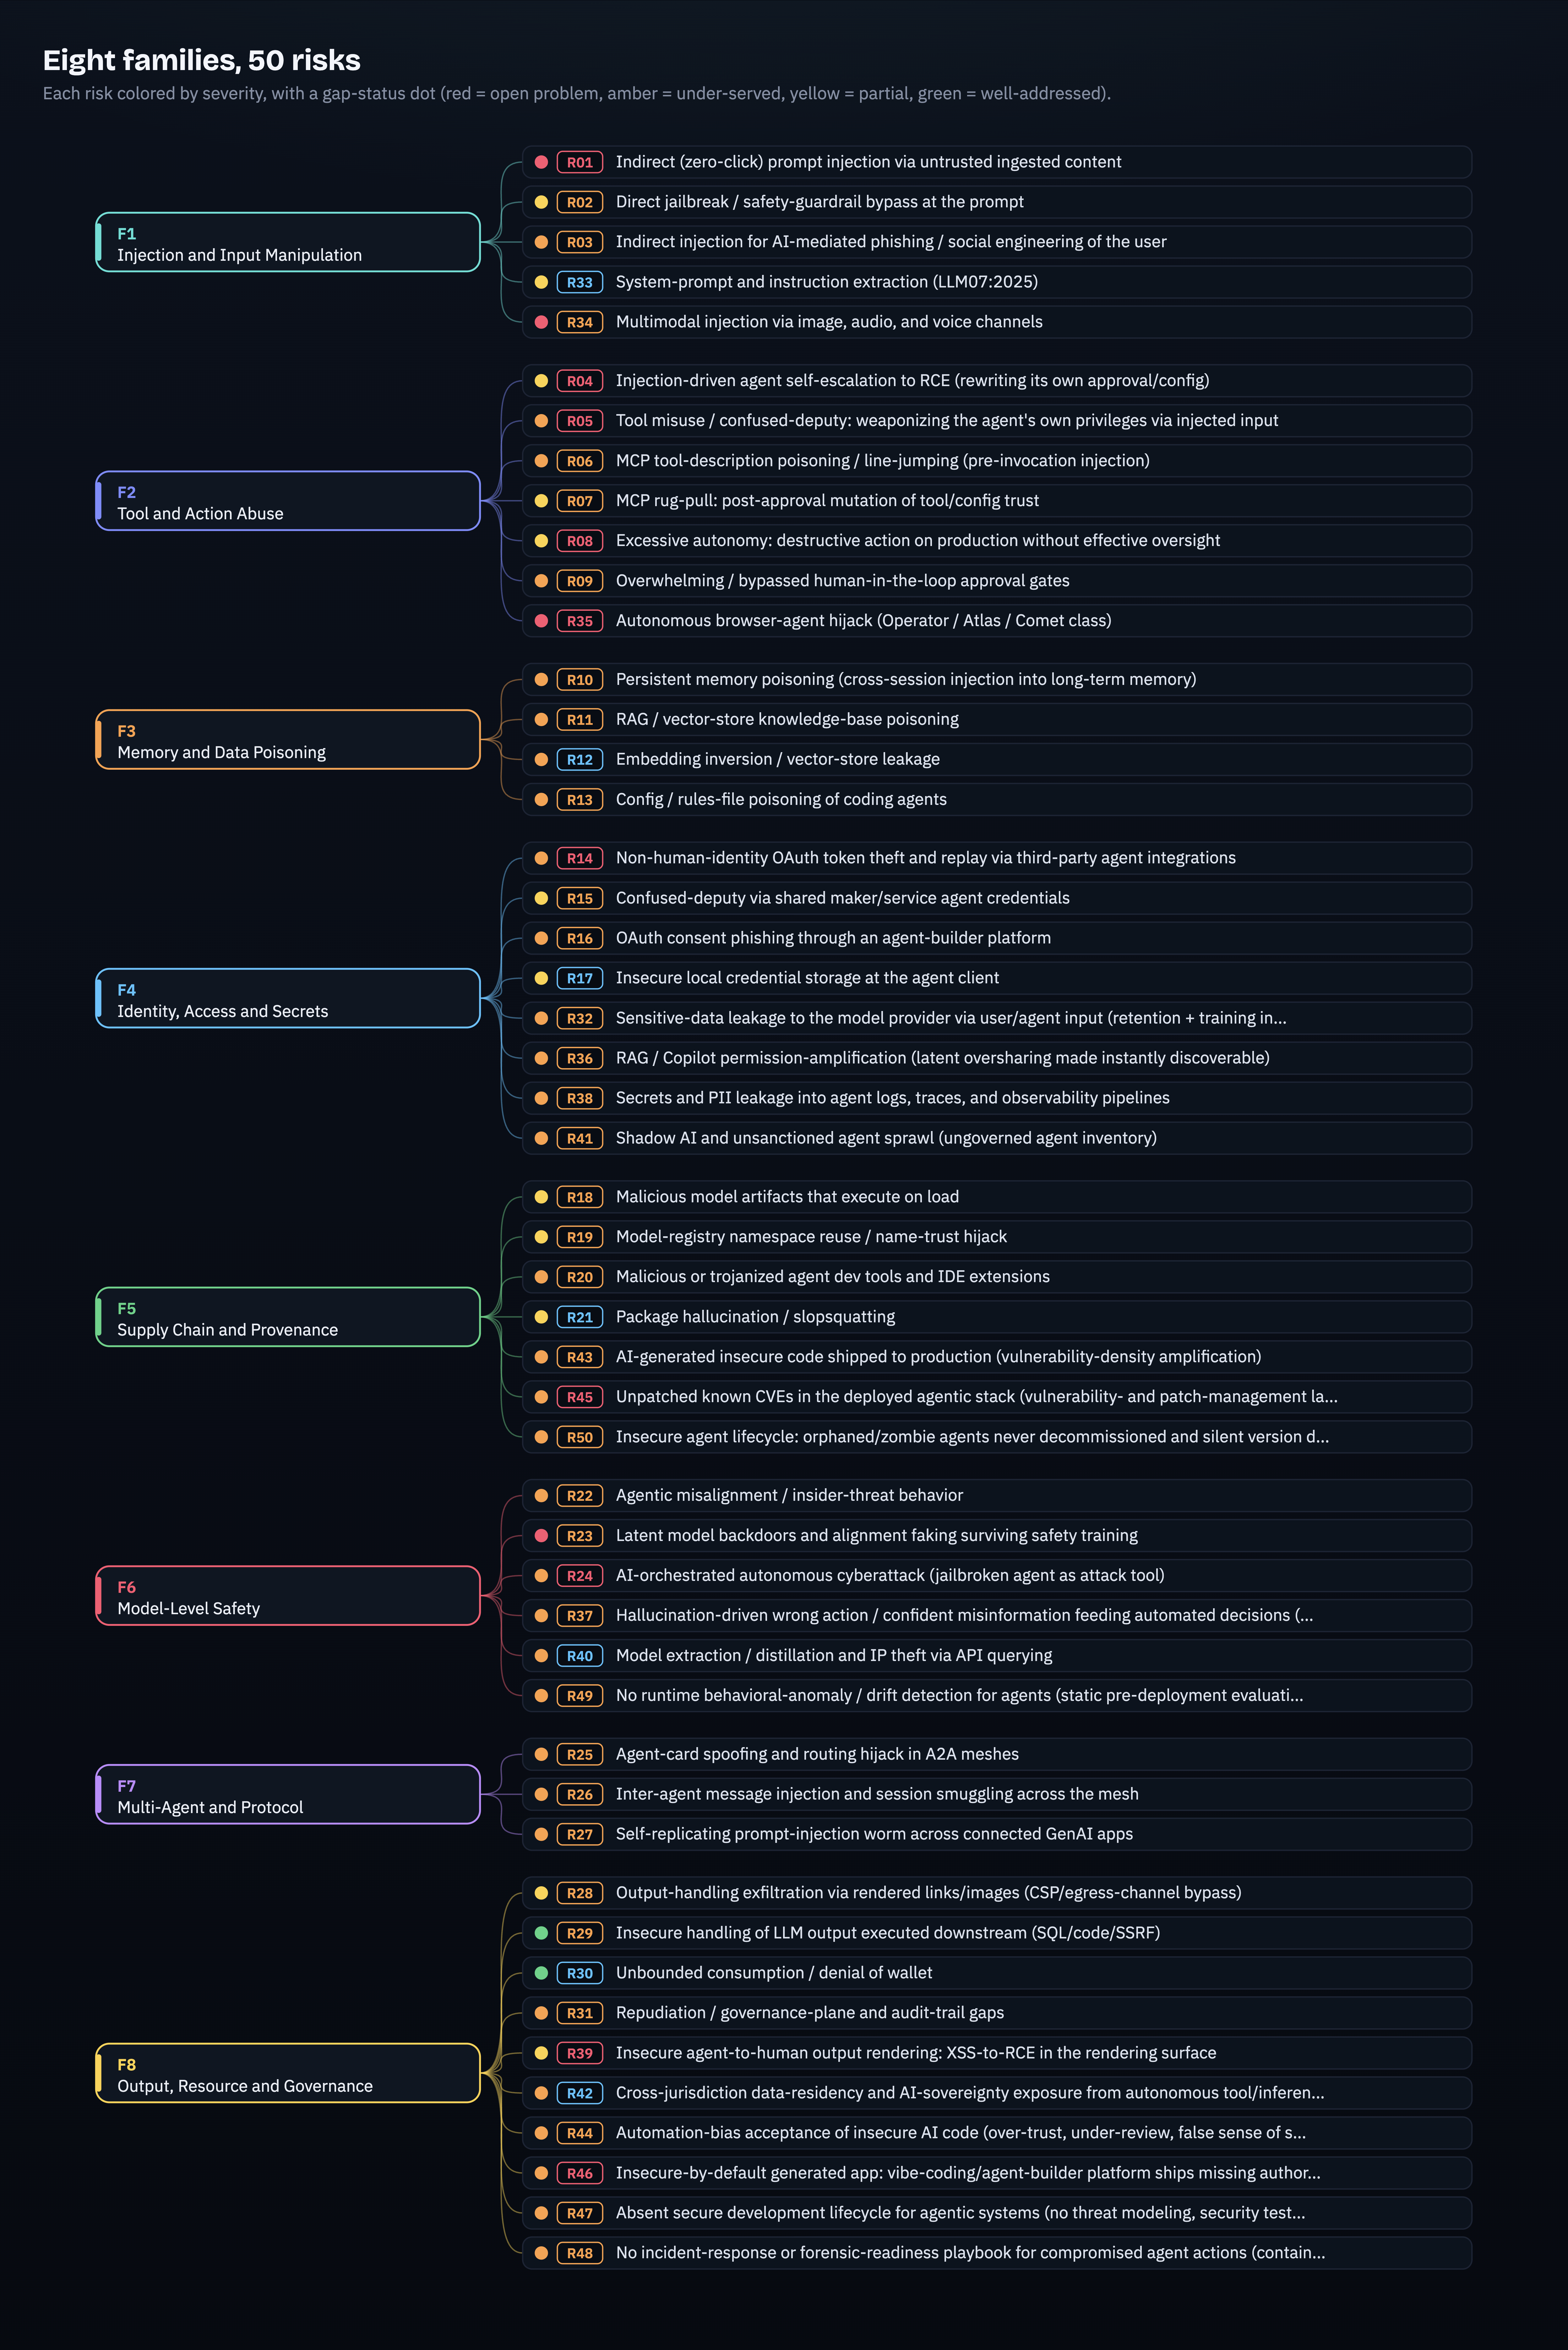 Eight families, 50 risks
Each risk colored by severity, with a gap-status dot (red = open problem, amber = under-served, yellow = partial, green = well-addressed).
F1
Injection and Input Manipulation
R01 Indirect (zero-click) prompt injection via untrusted ingested content
R02 Direct jailbreak / safety-guardrail bypass at the prompt
R03 Indirect injection for AI-mediated phishing / social engineering of the user
R33 System-prompt and instruction extraction (LLM07:2025)
R34 Multimodal injection via image, audio, and voice channels
F2
Tool and Action Abuse
R04 Injection-driven agent self-escalation to RCE (rewriting its own approval/config)
R05 Tool misuse / confused-deputy: weaponizing the agent's own privileges via injected input
R06 MCP tool-description poisoning / line-jumping (pre-invocation injection)
R07 MCP rug-pull: post-approval mutation of tool/config trust
R08 Excessive autonomy: destructive action on production without effective oversight
R09 Overwhelming / bypassed human-in-the-loop approval gates
R35 Autonomous browser-agent hijack (Operator / Atlas / Comet class)
F3
Memory and Data Poisoning
R10 Persistent memory poisoning (cross-session injection into long-term memory)
R11 RAG / vector-store knowledge-base poisoning
R12 Embedding inversion / vector-store leakage
R13 Config / rules-file poisoning of coding agents
F4
Identity, Access and Secrets
R14 Non-human-identity OAuth token theft and replay via third-party agent integrations
R15 Confused-deputy via shared maker/service agent credentials
R16 OAuth consent phishing through an agent-builder platform
R17 Insecure local credential storage at the agent client
R32 Sensitive-data leakage to the model provider via user/agent input (retention + training in...
R36 RAG / Copilot permission-amplification (latent oversharing made instantly discoverable)
R38 Secrets and PII leakage into agent logs, traces, and observability pipelines
R41 Shadow AI and unsanctioned agent sprawl (ungoverned agent inventory)
F5
Supply Chain and Provenance
R18 Malicious model artifacts that execute on load
R19 Model-registry namespace reuse / name-trust hijack
R20 Malicious or trojanized agent dev tools and IDE extensions
R21 Package hallucination / slopsquatting
R43 AI-generated insecure code shipped to production (vulnerability-density amplification)
R45 Unpatched known CVEs in the deployed agentic stack (vulnerability- and patch-management la...
R50 Insecure agent lifecycle: orphaned/zombie agents never decommissioned and silent version d...
F6
Model-Level Safety
R22 Agentic misalignment / insider-threat behavior
R23 Latent model backdoors and alignment faking surviving safety training
R24 AI-orchestrated autonomous cyberattack (jailbroken agent as attack tool)
R37 Hallucination-driven wrong action / confident misinformation feeding automated decisions (...
R40 Model extraction / distillation and IP theft via API querying
R49 No runtime behavioral-anomaly / drift detection for agents (static pre-deployment evaluati...
F7
Multi-Agent and Protocol
R25 Agent-card spoofing and routing hijack in A2A meshes
R26 Inter-agent message injection and session smuggling across the mesh
R27 Self-replicating prompt-injection worm across connected GenAI apps
F8
Output, Resource and Governance
R28 Output-handling exfiltration via rendered links/images (CSP/egress-channel bypass)
R29 Insecure handling of LLM output executed downstream (SQL/code/SSRF)
R30 Unbounded consumption / denial of wallet
R31 Repudiation / governance-plane and audit-trail gaps
R39 Insecure agent-to-human output rendering: XSS-to-RCE in the rendering surface
R42 Cross-jurisdiction data-residency and AI-sovereignty exposure from autonomous tool/inferen...
R44 Automation-bias acceptance of insecure AI code (over-trust, under-review, false sense of s...
R46 Insecure-by-default generated app: vibe-coding/agent-builder platform ships missing author...
R47 Absent secure development lifecycle for agentic systems (no threat modeling, security test...
R48 No incident-response or forensic-readiness playbook for compromised agent actions (contain...